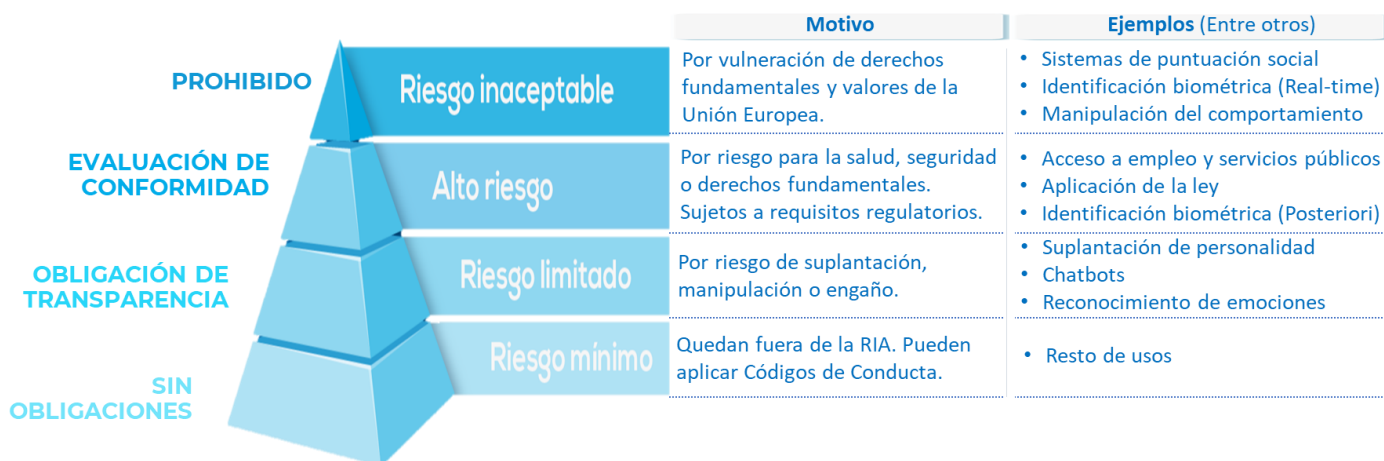 Motivo
Ejemplos (Entre otros)
PROHIBIDO
Riesgo inaceptable
Por vulneración de derechos
fundamentales y valores de la
Unión Europea.
• Sistemas de puntuación social
• Identificación biométrica (Real-time)
• Manipulación del comportamiento
EVALUACIÓN DE
CONFORMIDAD
Alto riesgo
Por riesgo para la salud, seguridad
o derechos fundamentales.
Sujetos a requisitos regulatorios.
• Acceso a empleo y servicios públicos
• Aplicación de la ley
• Identificación biométrica (Posteriori)
OBLIGACIÓN DE
TRANSPARENCIA
Riesgo limitado
Por riesgo de suplantación,
manipulación o engaño.
• Suplantación de personalidad
• Chatbots
• Reconocimiento de emociones
SIN
OBLIGACIONES
Riesgo mínimo
Quedan fuera de la RIA. Pueden
aplicar Códigos de Conducta.
• Resto de usos